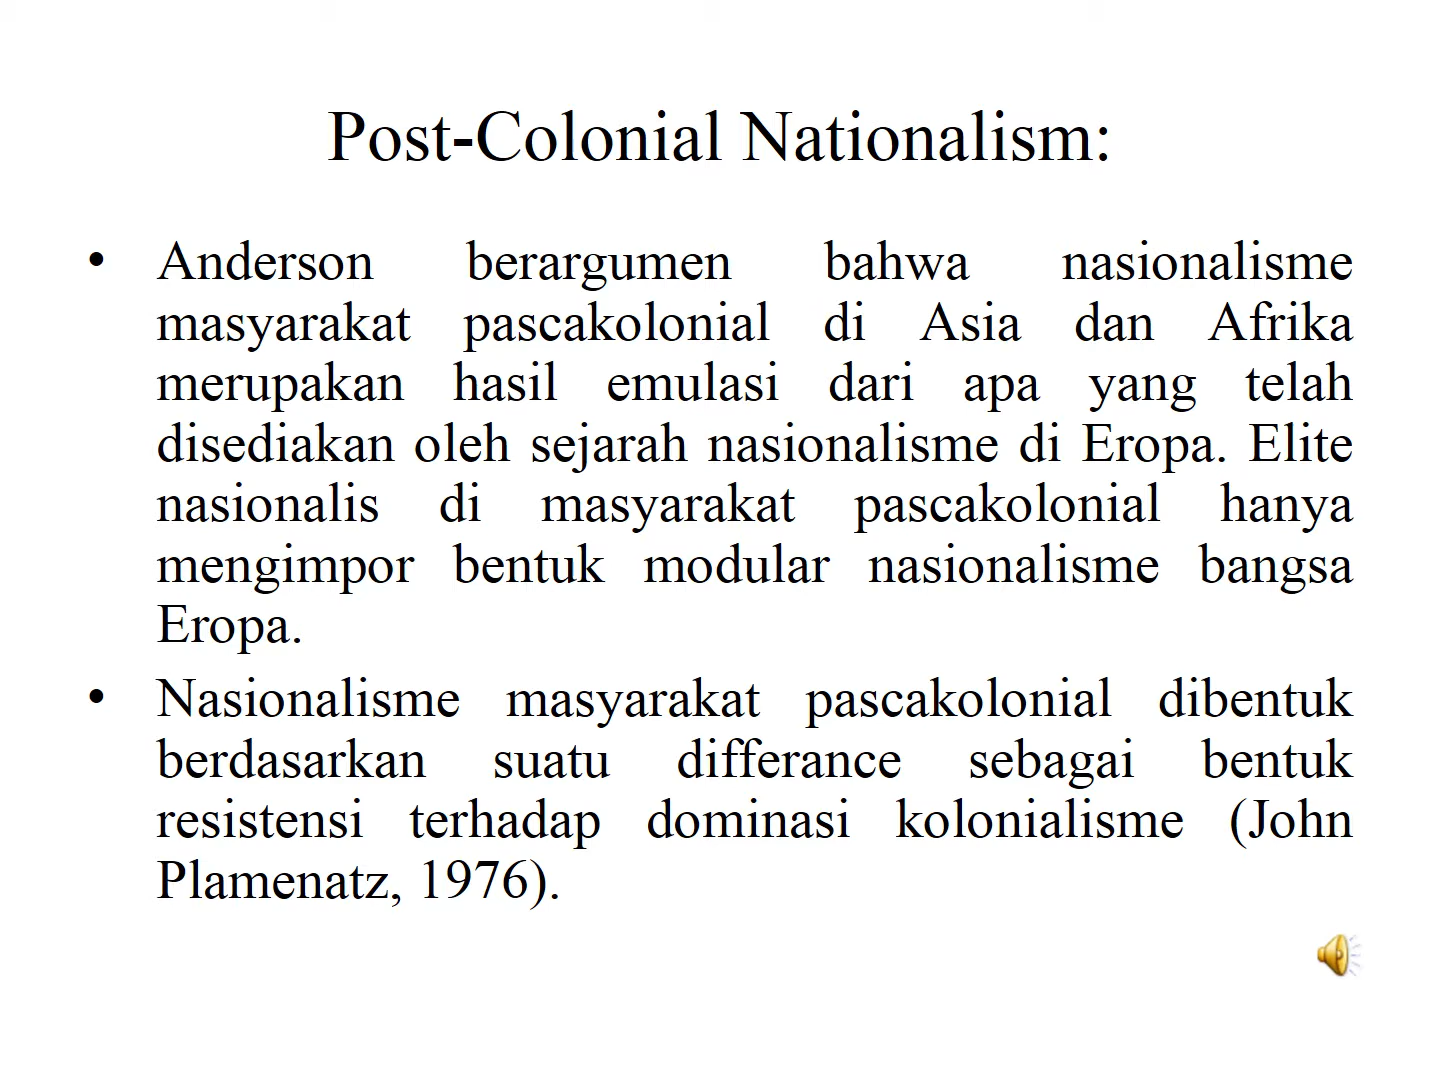 Post-Colonial Nationalism:
• Anderson berargumen bahwa nasionalisme
masyarakat pascakolonial di Asia dan Afrika
merupakan hasil emulasi dari apa yang telah
disediakan oleh sejarah nasionalisme di Eropa. Elite
nasionalis di masyarakat pascakolonial hanya
mengimpor bentuk modular nasionalisme bangsa
Eropa.
• Nasionalisme masyarakat pascakolonial dibentuk
berdasarkan suatu differance sebagai bentuk
resistensi terhadap dominasi kolonialisme (John
Plamenatz, 1976).